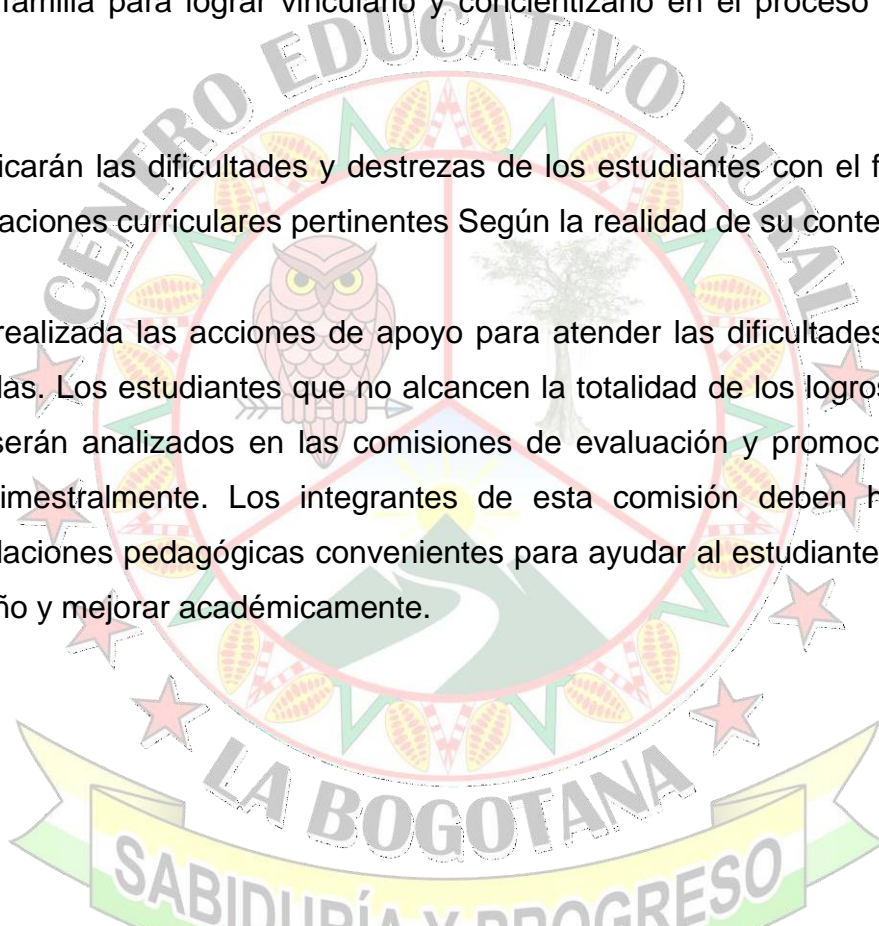 familia para lograr vincularlo y concientizarlo en el proceso
CENTRO EDUCATIVO RURAL
icarán las dificultades y destrezas de los estudiantes con el f
aciones curriculares pertinentes Según la realidad de su conte
realizada las acciones de apoyo para atender las dificultades
las. Los estudiantes que no alcancen la totalidad de los logros
serán analizados en las comisiones de evaluación y promoc
imestralmente. Los integrantes de esta comisión deben h
laciones pedagógicas convenientes para ayudar al estudiante
ño y mejorar académicamente.
LA BOGOTANA
SABIDURÍA Y PROGRESO